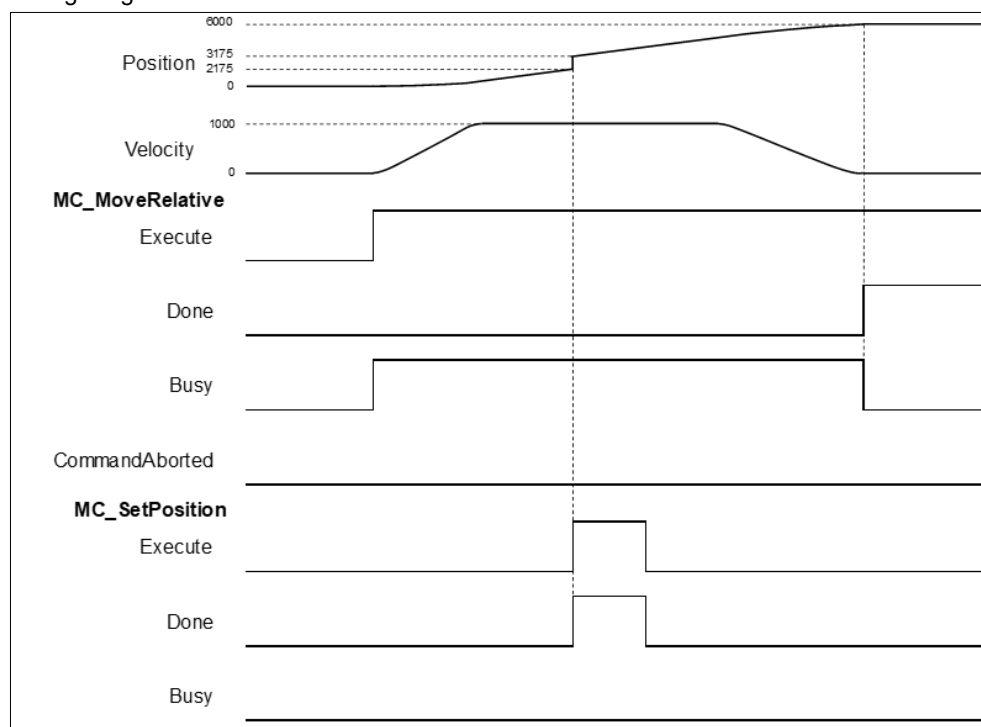 6000
3175
Position
2175
0
1000
Velocity
0
MC_MoveRelative
Execute
Done
Busy
CommandAborted
MC_SetPosition
Execute
Done
Busy